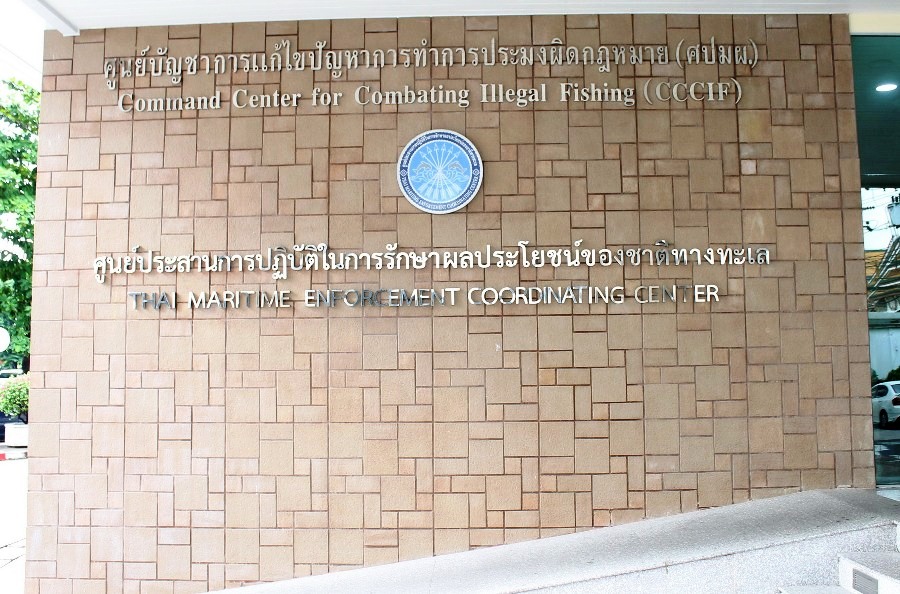 ศูนย์บัญชาการแก้ไขปัญหาการทำการประมงผิดกฎหมาย (ศปมผ.)
Command Center for Combating Illegal Fishing (CCCIF)
ศูนย์ประสานการปฏิบัติในการรักษาผลประโยชน์ของชาติทางทะเล
THAI MARITIME ENFORCEMENT COORDINATING CENTER